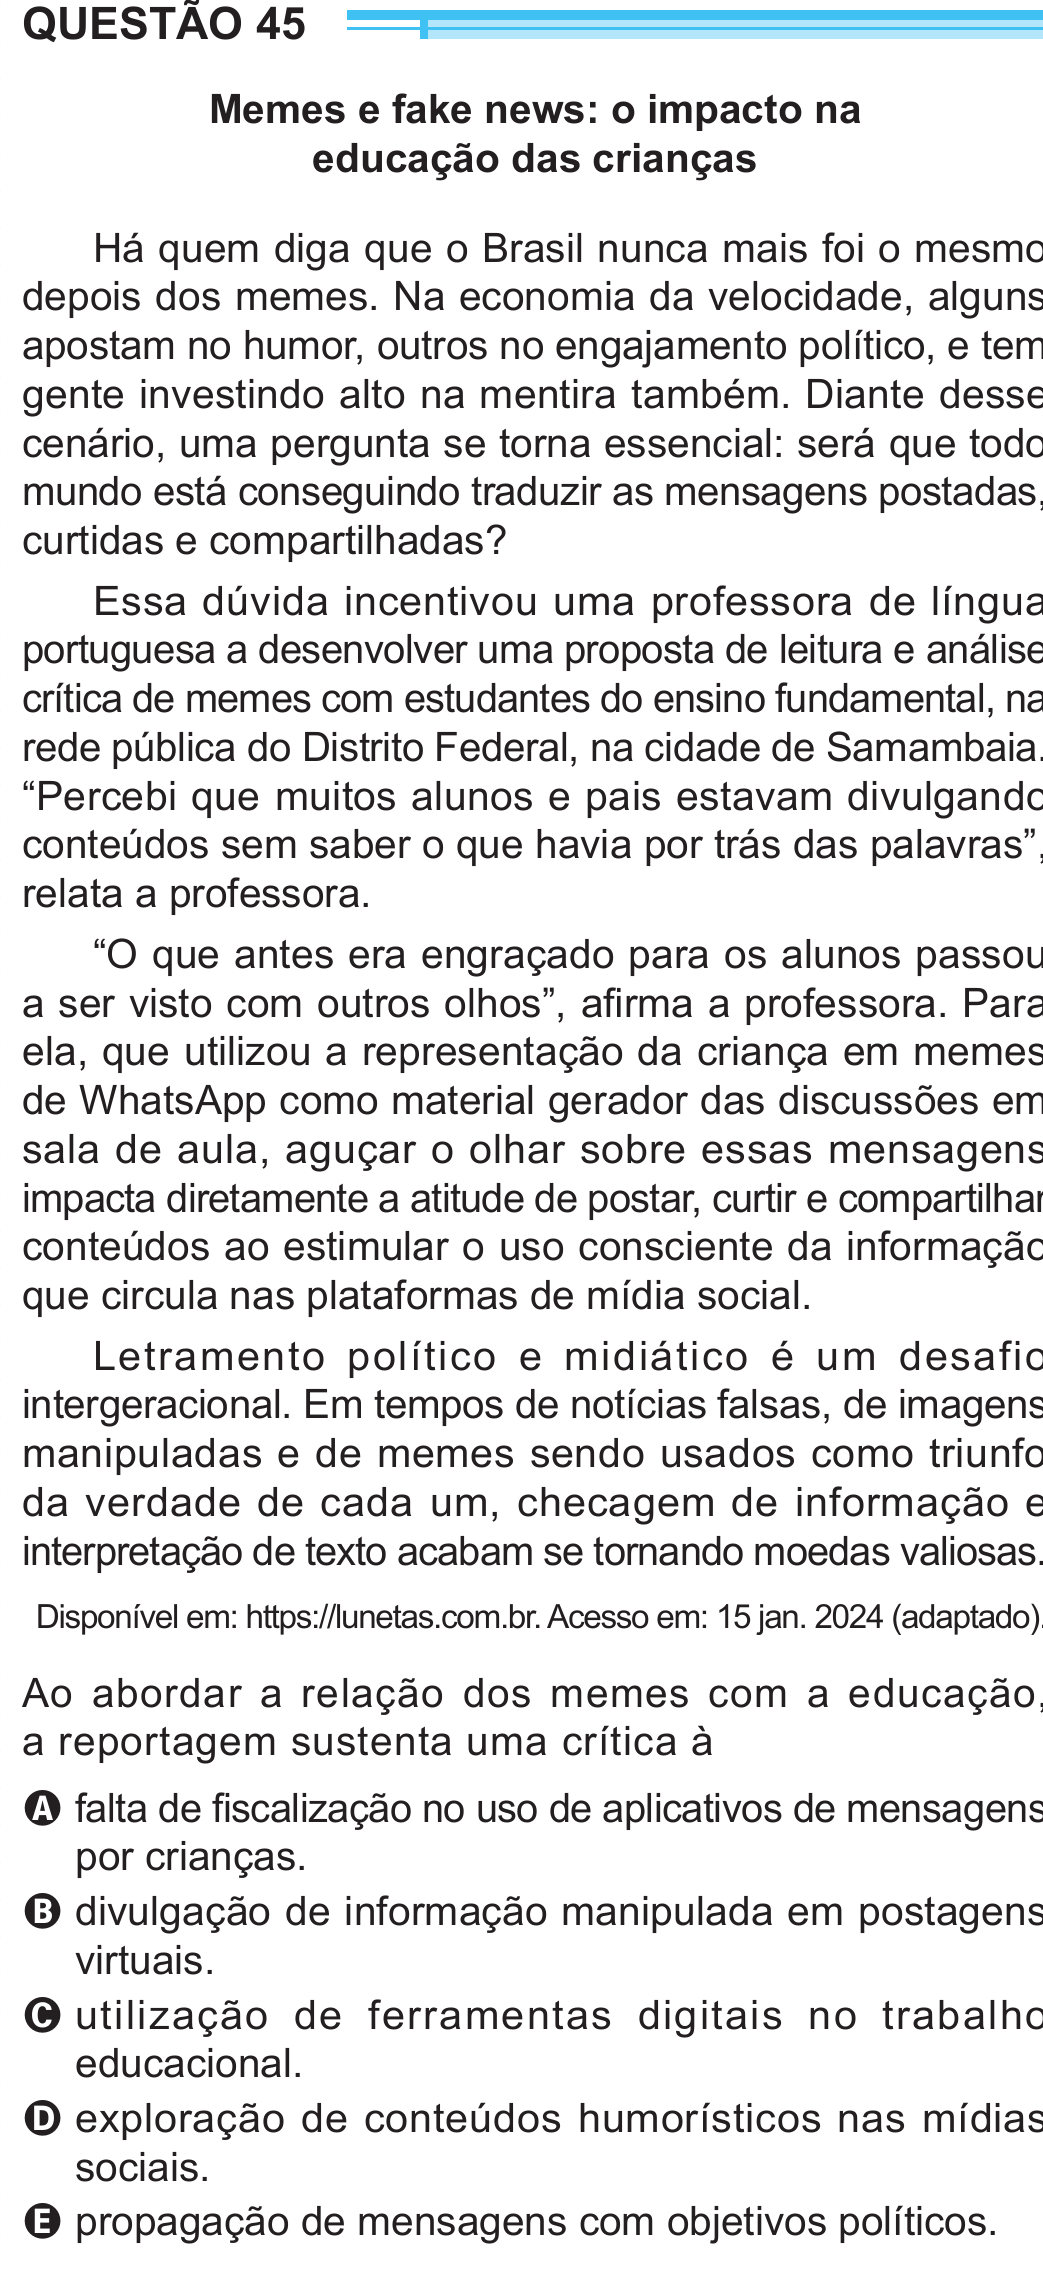 QUESTÃO 45
Memes e fake news: o impacto na
educação das crianças
Há quem diga que o Brasil nunca mais foi o mesmo
depois dos memes. Na economia da velocidade, alguns
apostam no humor, outros no engajamento político, e tem
gente investindo alto na mentira também. Diante desse
cenário, uma pergunta se torna essencial: será que todo
mundo está conseguindo traduzir as mensagens postadas,
curtidas e compartilhadas?
Essa dúvida incentivou uma professora de língua
portuguesa a desenvolver uma proposta de leitura e análise
crítica de memes com estudantes do ensino fundamental, na
rede pública do Distrito Federal, na cidade de Samambaia.
“Percebi que muitos alunos e pais estavam divulgando
conteúdos sem saber o que havia por trás das palavras”,
relata a professora.
“O que antes era engraçado para os alunos passou
a ser visto com outros olhos”, afirma a professora. Para
ela, que utilizou a representação da criança em memes
de WhatsApp como material gerador das discussões em
sala de aula, aguçar o olhar sobre essas mensagens
impacta diretamente a atitude de postar, curtir e compartilhar
conteúdos ao estimular o uso consciente da informação
que circula nas plataformas de mídia social.
Letramento político e midiático é um desafio
intergeracional. Em tempos de notícias falsas, de imagens
manipuladas e de memes sendo usados como triunfo
da verdade de cada um, checagem de informação e
interpretação de texto acabam se tornando moedas valiosas.
Disponível em: https://lunetas.com.br. Acesso em: 15 jan. 2024 (adaptado).
Ao abordar a relação dos memes com a educação,
a reportagem sustenta uma crítica à
A falta de fiscalização no uso de aplicativos de mensagens
por crianças.
B divulgação de informação manipulada em postagens
virtuais.
C utilização de ferramentas digitais no trabalho
educacional.
D exploração de conteúdos humorísticos nas mídias
sociais.
E propagação de mensagens com objetivos políticos.